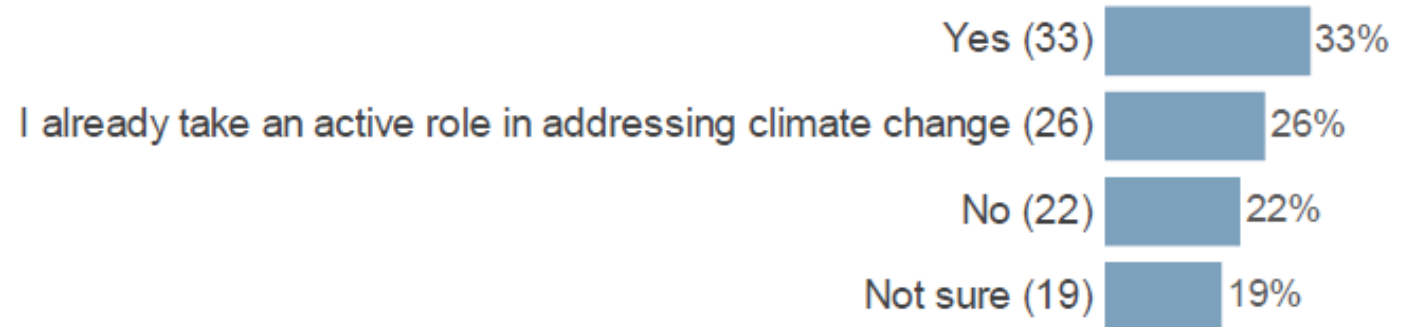 Yes (33) 33%
I already take an active role in addressing climate change (26) 26%
No (22) 22%
Not sure (19) 19%